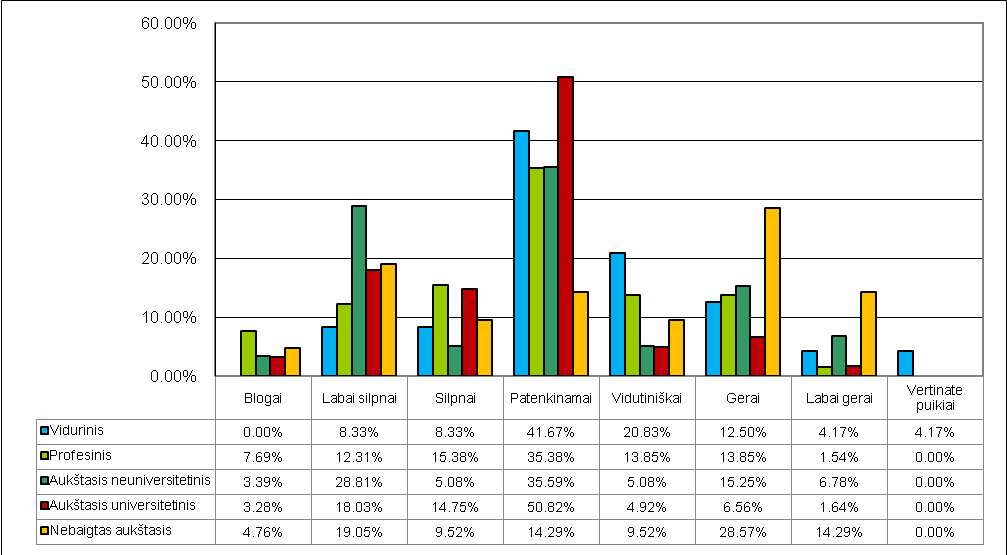 60.00%
50.00%
40.00%
30.00%
20.00%
10.00%
0.00%
Blogai Labai silpnai Silpnai Patenkinamai Vidutiniškai Gerai Labai gerai Vertinate puikiai
Vidurinis 0.00% 8.33% 8.33% 41.67% 20.83% 12.50% 4.17% 4.17%
Profesinis 7.69% 12.31% 15.38% 35.38% 13.85% 13.85% 1.54% 0.00%
Aukštasis neuniversitetinis 3.39% 28.81% 5.08% 35.59% 5.08% 15.25% 6.78% 0.00%
Aukštasis universitetinis 3.28% 18.03% 14.75% 50.82% 4.92% 6.56% 1.64% 0.00%
Nebaigtas aukštasis 4.76% 19.05% 9.52% 14.29% 9.52% 28.57% 14.29% 0.00%